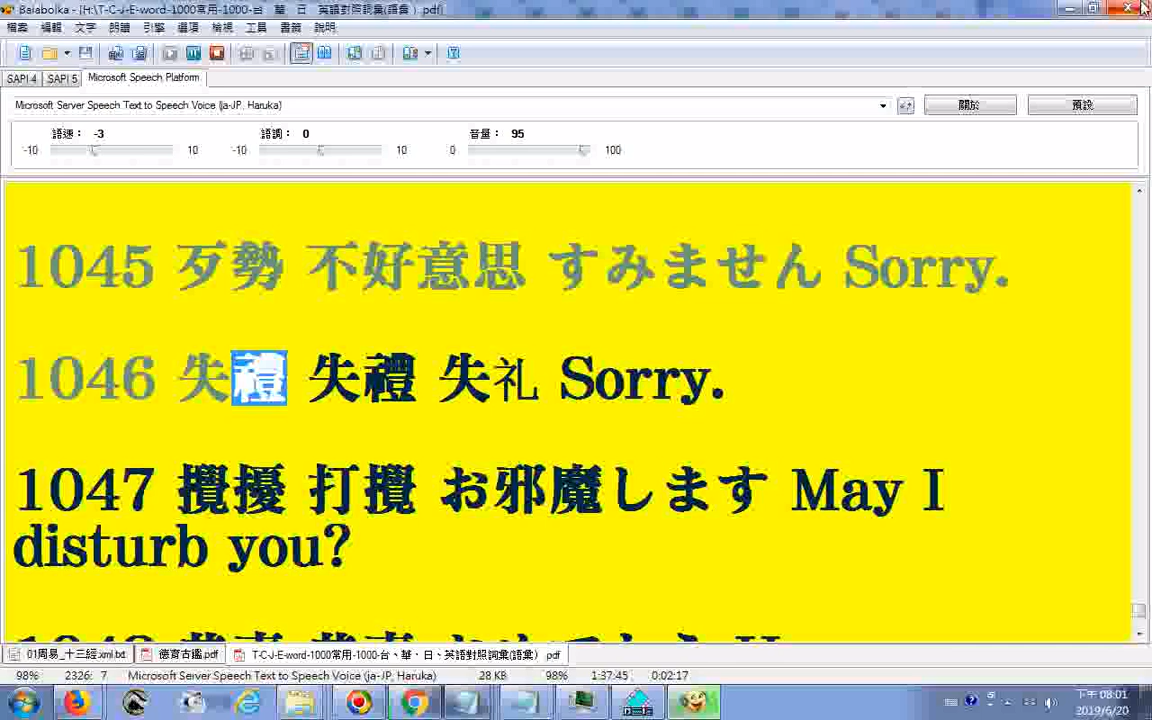 Balabolka - [H:\T-C-J-E-word-1000常用-1000-台　華　日　英語對照詞彙(語彙 ).pdf]
檔案 編輯 文字 朗讀 引擎 選項 檢視 工具 書籤 說明
SAPI 4 SAPI 5 Microsoft Speech Platform
Microsoft Server Speech Text to Speech Voice (ja-JP, Haruka) 關於 預設
語速： -3 語調： 0 音量： 95
-10 10 -10 10 0 100
1045 歹勢 不好意思 すみません Sorry.
1046 失禮 失禮 失礼 Sorry.
1047 攪擾 打攪 お邪魔します May I
disturb you?
01周易_十三經.xml.txt 德育古鑑.pdf T-C-J-E-word-1000常用-1000-台、華．日、英語對照詞彙(語彙） pdf
98% 2326: 7 Microsoft Server Speech Text to Speech Voice (ja-JP, Haruka) 28 KB 98% 1:37:45 0:02:17
下午 08:01
2019/6/20